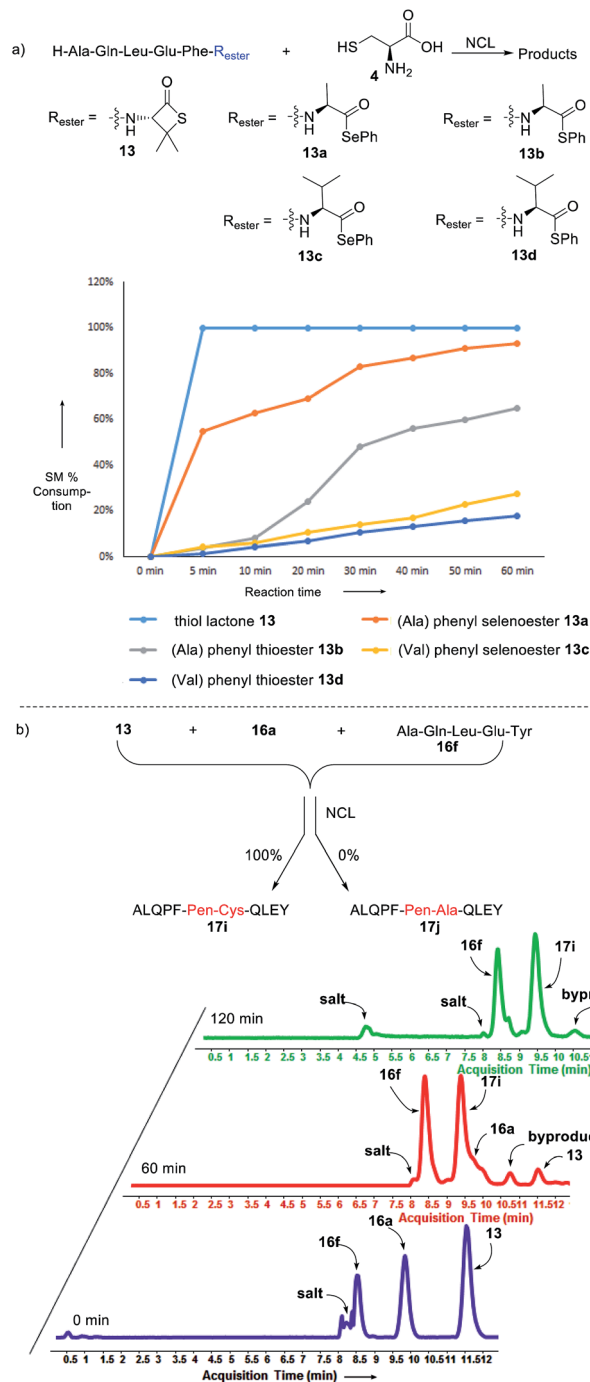 a) H-Ala-Gln-Leu-Glu-Phe-Rester + HS O OH NH2 4 NCL Products
Rester = N H O S 13
Rester = N H O SePh 13a
Rester = N H O SPh 13b
Rester = N H O SePh 13c
Rester = N H O SPh 13d
120%
100%
80%
60%
40%
20%
0%
SM %
Consump-
tion
0 min 5 min 10 min 20 min 30 min 40 min 50 min 60 min
Reaction time
thiol lactone 13 (Ala) phenyl selenoester 13a
(Ala) phenyl thioester 13b (Val) phenyl selenoester 13c
(Val) phenyl thioester 13d
b) 13 + 16a + Ala-Gln-Leu-Glu-Tyr
16f
NCL
100% 0%
ALQPF-Pen-Cys-QLEY ALQPF-Pen-Ala-QLEY
17i 17j
120 min salt salt 16f 17i byprodu
0.5 1 1.5 2 2.5 3 3.5 4 4.5 5 5.5 6 6.5 7 7.5 8 8.5 9 9.5 10 10.5 11
Acquisition Time (min)
60 min salt 16f 17i 16a byproduc 13
0.5 1 1.5 2 2.5 3 3.5 4 4.5 5 5.5 6 6.5 7 7.5 8 8.5 9 9.5 10 10.5 11 11.5 12
Acquisition Time (min)
0 min salt 16f 16a 13
0.5 1 1.5 2 2.5 3 3.5 4 4.5 5 5.5 6 6.5 7 7.5 8 8.5 9 9.5 10 10.5 11 11.5 12
Acquisition Time (min)